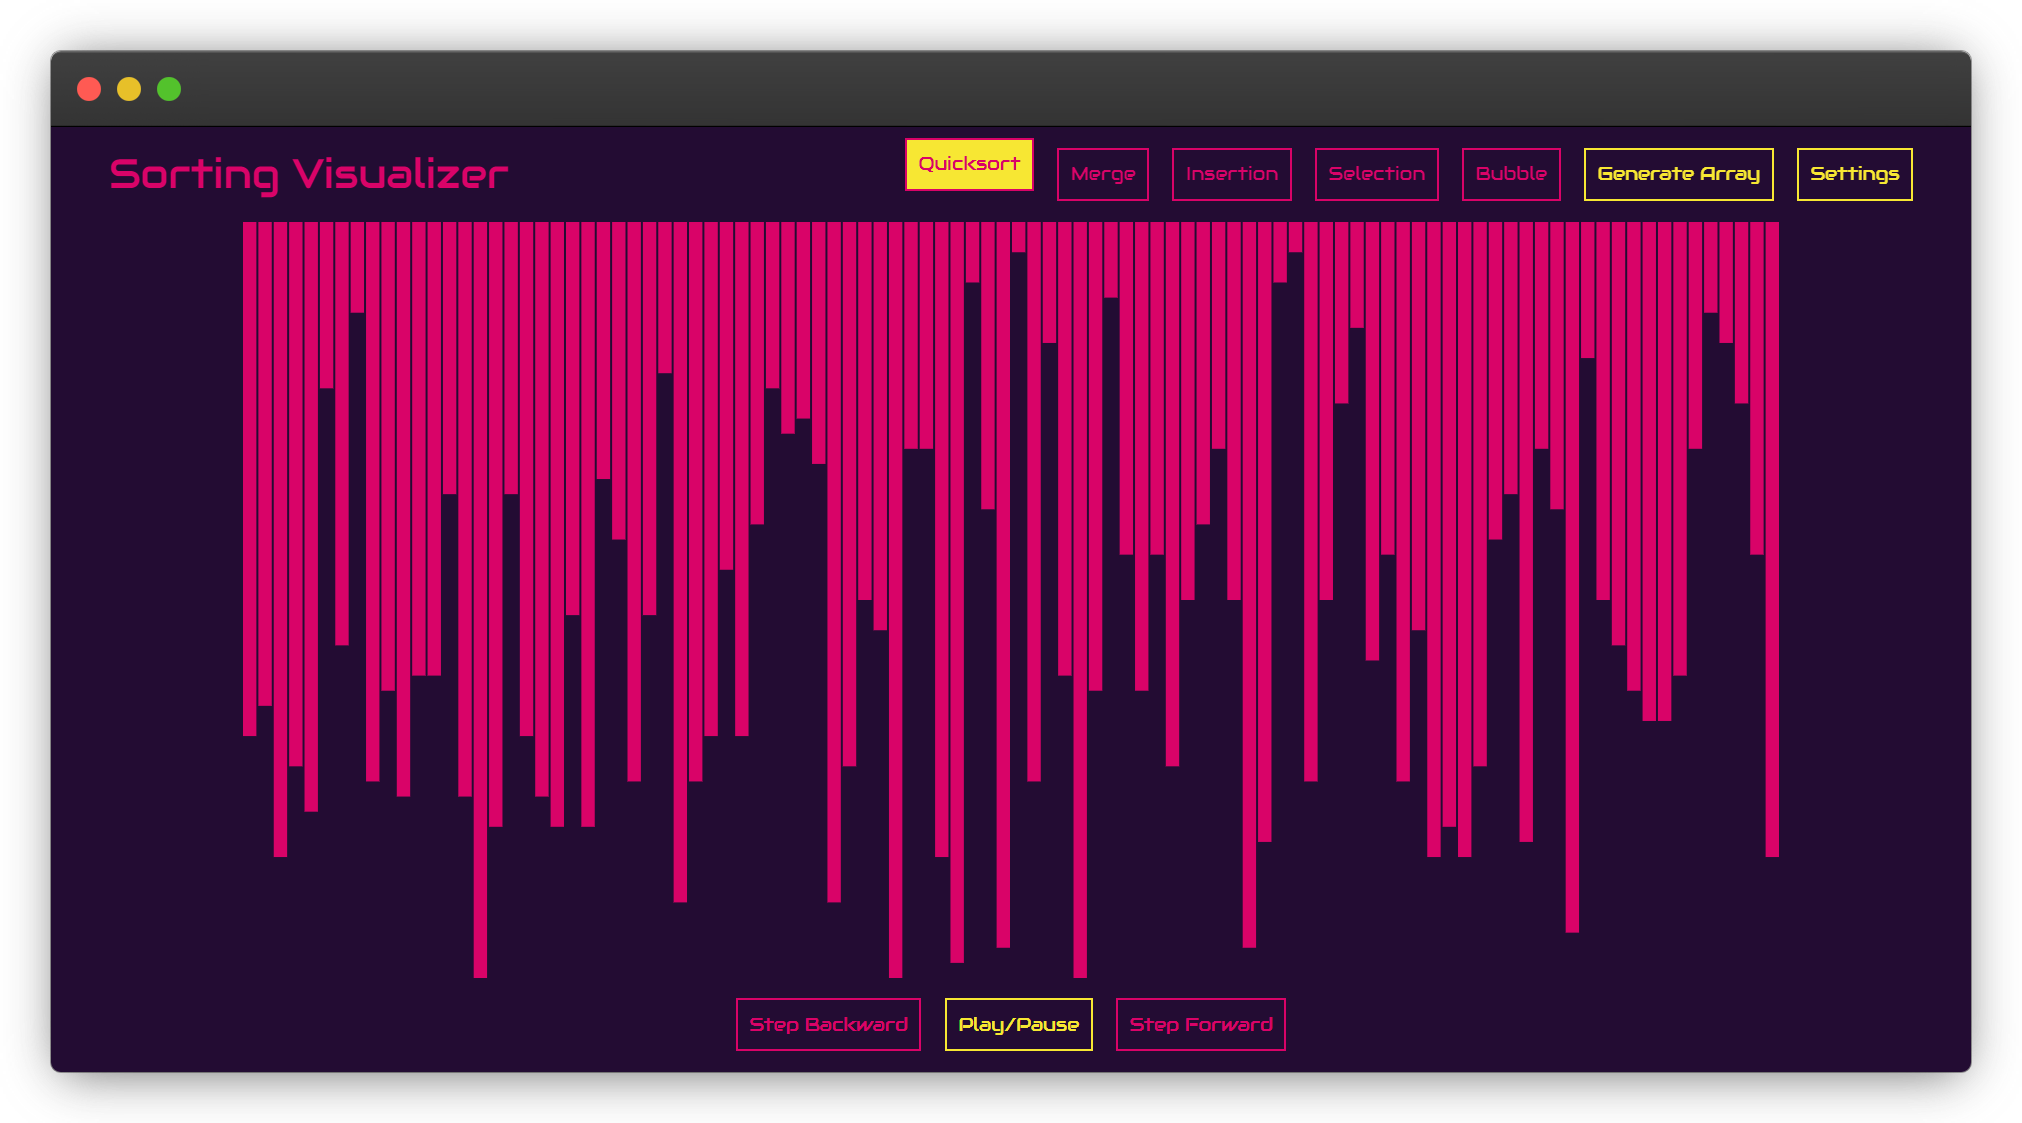 Sorting Visualizer
Quicksort
Merge
Insertion
Selection
Bubble
Generate Array
Settings
Step Backward
Play/Pause
Step Forward